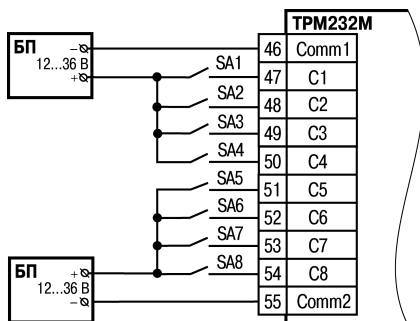 ТРМ232М
БП
12...36 В
–
+
46 Comm1
SA1 47 C1
SA2 48 C2
SA3 49 C3
SA4 50 C4
SA5 51 C5
SA6 52 C6
SA7 53 C7
SA8 54 C8
55 Comm2
БП
12...36 В
+
–